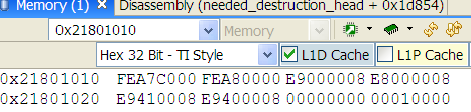 Memory (1) Disassembly (needed_destruction_head + 0x1d854)
0x21801010 Memory
Hex 32 Bit - TI Style L1D Cache L1P Cache
0x21801010 FEA7C000 FEA80000 E9000008 E8000008
0x21801020 E9410008 E9400008 00000000 00010000